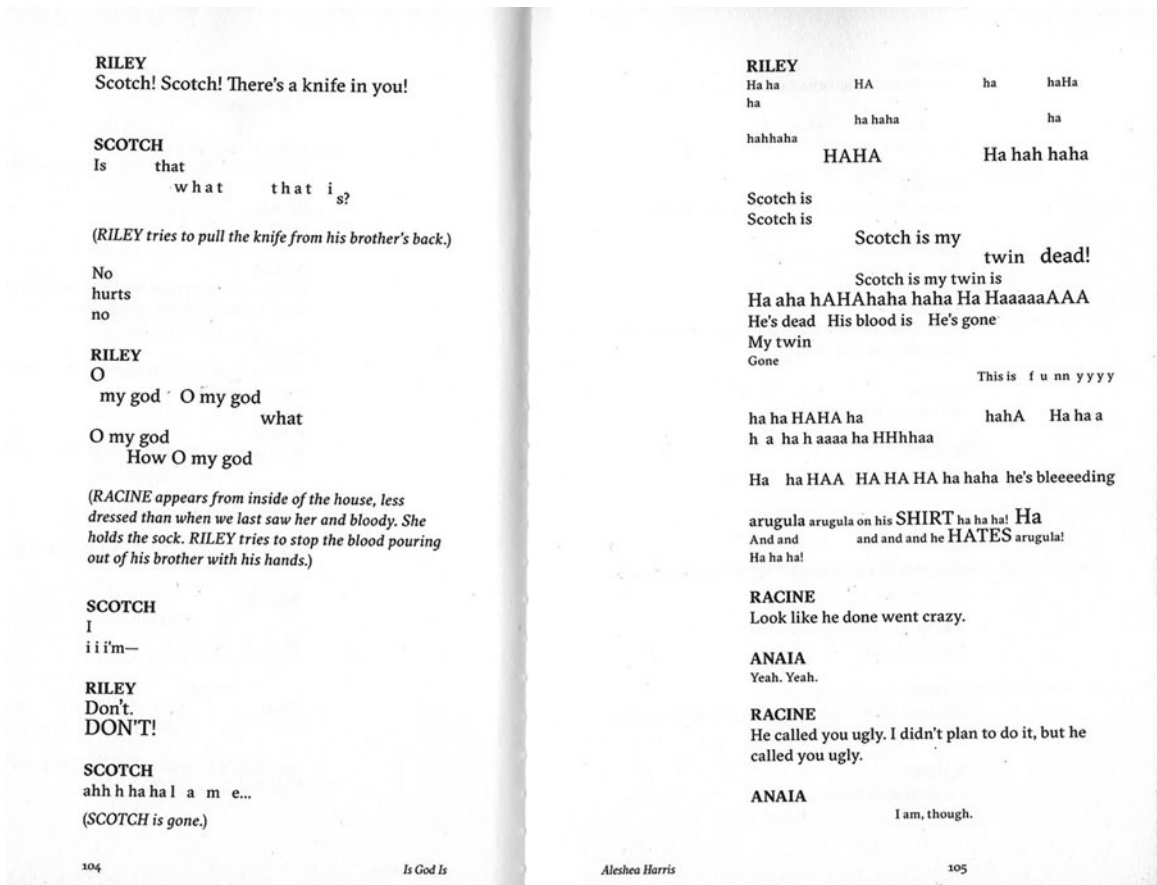 RILEY
Scotch! Scotch! There's a knife in you!
SCOTCH
Is that
what that i
s?
(RILEY tries to pull the knife from his brother's back.)
No
hurts
no
RILEY
O
my god O my god
what
O my god
How O my god
(RACINE appears from inside of the house, less
dressed than when we last saw her and bloody. She
holds the sock. RILEY tries to stop the blood pouring
out of his brother with his hands.)
SCOTCH
I
i i i'm—
RILEY
Don't.
DON'T!
SCOTCH
ahh h ha ha l a m e...
(SCOTCH is gone.)
104 Is God Is
RILEY
Ha ha HA ha haHa
ha
ha haha ha
hahhaha
HAHA Ha hah haha
Scotch is
Scotch is
Scotch is my
twin dead!
Scotch is my twin is
Ha aha hAHAhaha haha Ha HaaaaaAAA
He's dead His blood is He's gone
My twin
Gone
This is f u nn yyyy
ha ha HAHA ha hahA Ha ha a
h a ha h aaaa ha HHhhaa
Ha ha HAA HA HA HA ha haha he's bleeeeding
arugula arugula on his SHIRT ha ha ha! Ha
And and and and and he HATES arugula!
Ha ha ha!
RACINE
Look like he done went crazy.
ANAIA
Yeah. Yeah.
RACINE
He called you ugly. I didn't plan to do it, but he
called you ugly.
ANAIA
I am, though.
Aleshea Harris 105